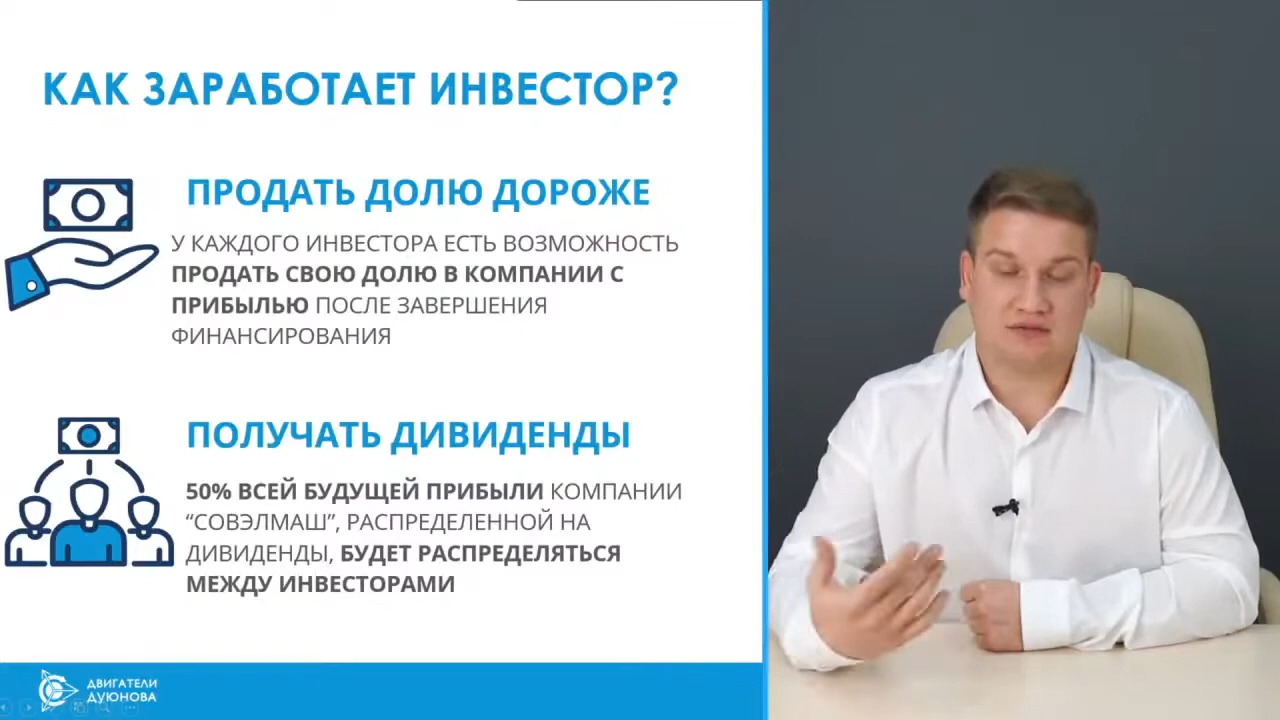 КАК ЗАРАБОТАЕТ ИНВЕСТОР?
ПРОДАТЬ ДОЛЮ ДОРОЖЕ
У КАЖДОГО ИНВЕСТОРА ЕСТЬ ВОЗМОЖНОСТЬ
ПРОДАТЬ СВОЮ ДОЛЮ В КОМПАНИИ С
ПРИБЫЛЬЮ ПОСЛЕ ЗАВЕРШЕНИЯ
ФИНАНСИРОВАНИЯ
ПОЛУЧАТЬ ДИВИДЕНДЫ
50% ВСЕЙ БУДУЩЕЙ ПРИБЫЛИ КОМПАНИИ
“СОВЭЛМАШ”, РАСПРЕДЕЛЕННОЙ НА
ДИВИДЕНДЫ, БУДЕТ РАСПРЕДЕЛЯТЬСЯ
МЕЖДУ ИНВЕСТОРАМИ
ДВИГАТЕЛИ
ДУЮНОВА